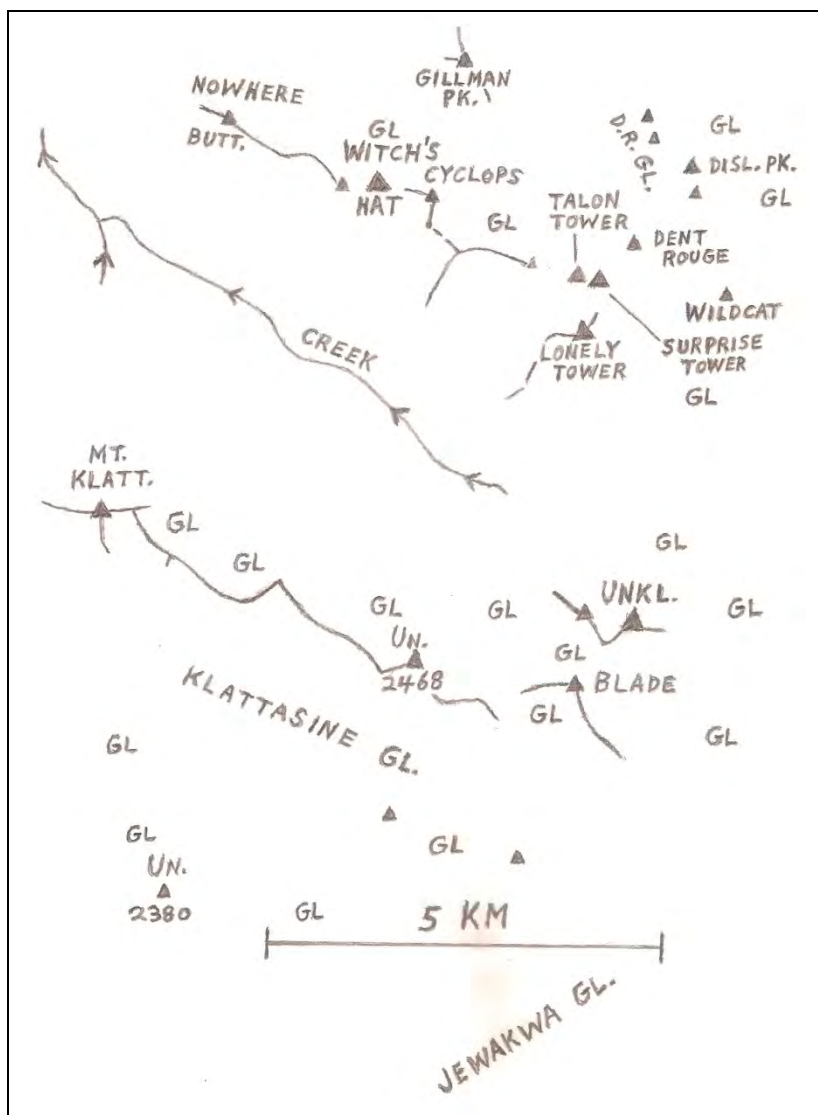 GILLMAN
PK.
NOWHERE
BUTT.
GL
WITCH'S
HAT
CYCLOPS
D.R. GL.
GL
DISL. PK.
GL
TALON
TOWER
GL
DENT
ROUGE
WILDCAT
SURPRISE
TOWER
LONELY
TOWER
GL
CREEK
MT.
KLATT.
GL
GL
GL
GL
GL
UNKL.
GL
UN.
2468
GL
BLADE
GL
GL
KLATTASINE GL.
GL
GL
GL
UN.
2380
GL
5 KM
JEWAKWA GL.